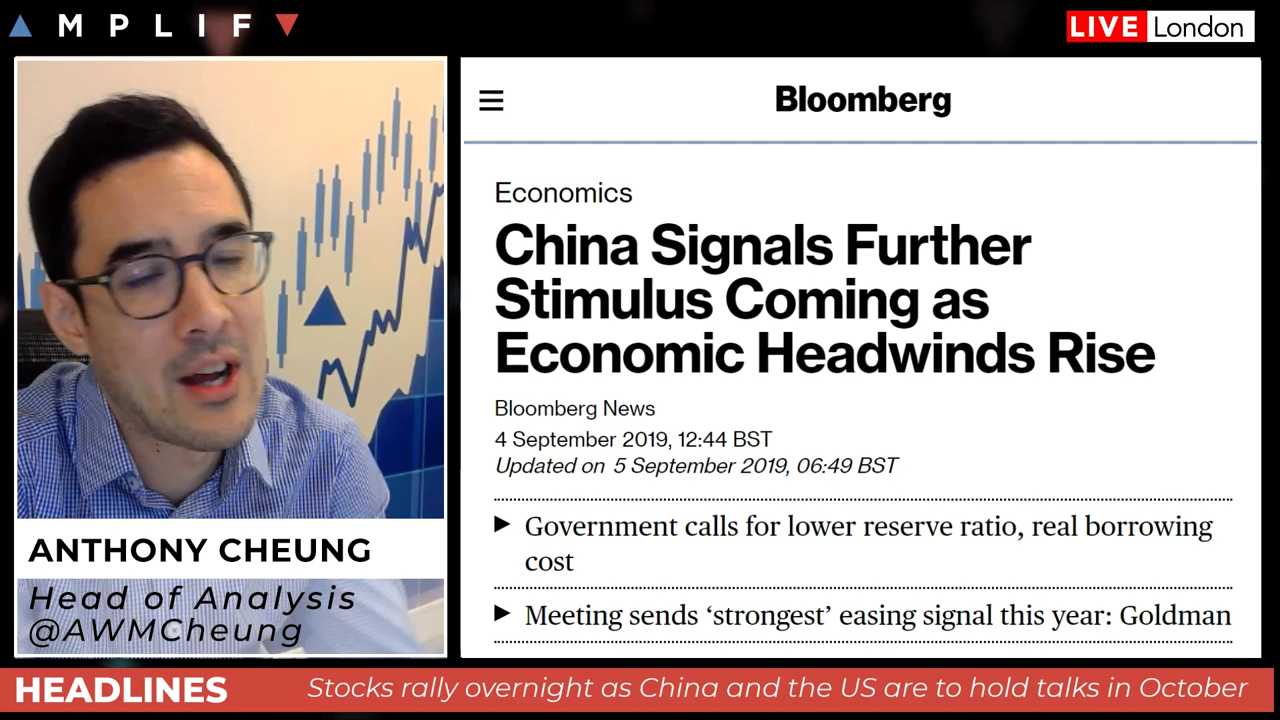 AMPLIFY
LIVE London
Bloomberg
Economics
China Signals Further
Stimulus Coming as
Economic Headwinds Rise
Bloomberg News
4 September 2019, 12:44 BST
Updated on 5 September 2019, 06:49 BST
Government calls for lower reserve ratio, real borrowing
cost
Meeting sends ‘strongest’ easing signal this year: Goldman
ANTHONY CHEUNG
Head of Analysis
@AWMCheung
HEADLINES Stocks rally overnight as China and the US are to hold talks in October